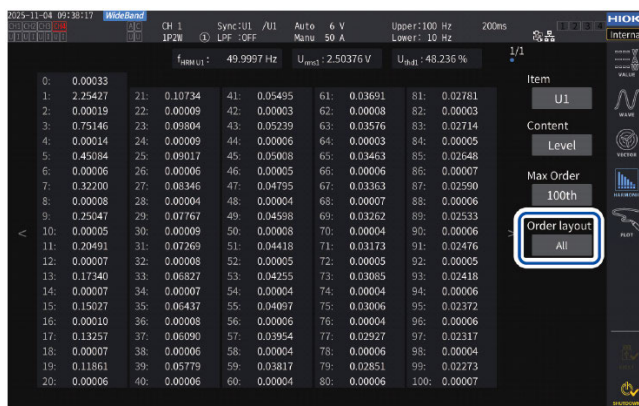 2025-11-04 09:38:17 WideBand CH 1 Sync:U1 /U1 Auto 6 V Upper:100 Hz 200ms HIOKI
1P2W ① LPF :OFF Manu 50 A Lower: 10 Hz Interna
fHRM U1: 49.9997 Hz Urms1 : 2.50376 V Uthd1 : 48.236 % 1/1
0: 0.00033
1: 2.25427 21: 0.10734 41: 0.05495 61: 0.03691 81: 0.02781
2: 0.00019 22: 0.00009 42: 0.00003 62: 0.00008 82: 0.00003
3: 0.75146 23: 0.09804 43: 0.05239 63: 0.03576 83: 0.02714
4: 0.00014 24: 0.00009 44: 0.00006 64: 0.00003 84: 0.00005
5: 0.45084 25: 0.09017 45: 0.05008 65: 0.03463 85: 0.02648
6: 0.00006 26: 0.00006 46: 0.00005 66: 0.00006 86: 0.00007
7: 0.32200 27: 0.08346 47: 0.04795 67: 0.03363 87: 0.02590
8: 0.00008 28: 0.00004 48: 0.00004 68: 0.00007 88: 0.00006
9: 0.25047 29: 0.07767 49: 0.04598 69: 0.03262 89: 0.02533
10: 0.00005 30: 0.00009 50: 0.00008 70: 0.00004 90: 0.00006
11: 0.20491 31: 0.07269 51: 0.04418 71: 0.03173 91: 0.02476
12: 0.00007 32: 0.00008 52: 0.00005 72: 0.00005 92: 0.00005
13: 0.17340 33: 0.06827 53: 0.04255 73: 0.03085 93: 0.02418
14: 0.00007 34: 0.00007 54: 0.00004 74: 0.00004 94: 0.00006
15: 0.15027 35: 0.06437 55: 0.04097 75: 0.03006 95: 0.02372
16: 0.00010 36: 0.00008 56: 0.00006 76: 0.00004 96: 0.00006
17: 0.13257 37: 0.06090 57: 0.03954 77: 0.02927 97: 0.02317
18: 0.00007 38: 0.00006 58: 0.00004 78: 0.00006 98: 0.00004
19: 0.11861 39: 0.05779 59: 0.03817 79: 0.02851 99: 0.02273
20: 0.00006 40: 0.00006 60: 0.00004 80: 0.00006 100: 0.00007
Item
U1
Content
Level
Max Order
100th
Order layout
All
VALUE
WAVE
VECTOR
HARMONIC
PLOT
SHUTDOWN